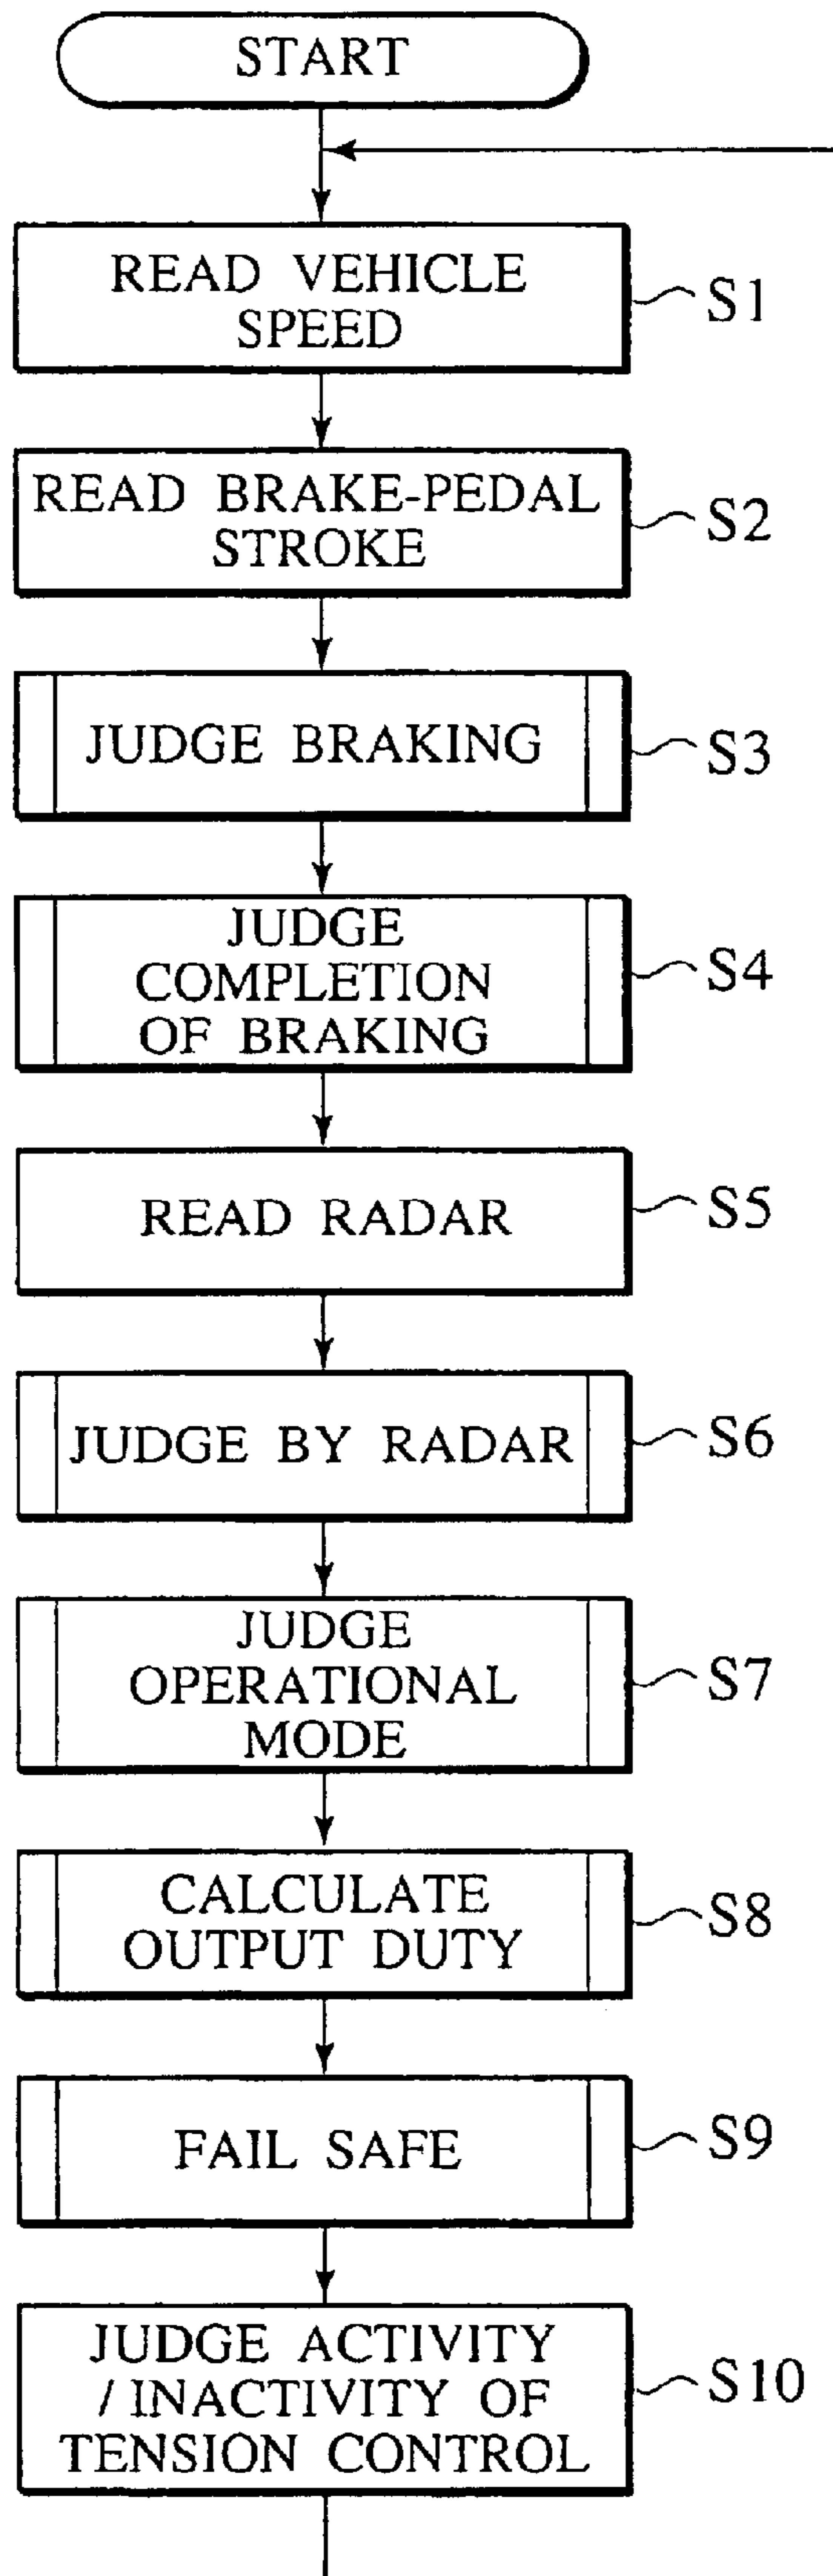 START
READ VEHICLE
SPEED
S1
READ BRAKE-PEDAL
STROKE
S2
JUDGE BRAKING
S3
JUDGE
COMPLETION
OF BRAKING
S4
READ RADAR
S5
JUDGE BY RADAR
S6
JUDGE
OPERATIONAL
MODE
S7
CALCULATE
OUTPUT DUTY
S8
FAIL SAFE
S9
JUDGE ACTIVITY
/ INACTIVITY OF
TENSION CONTROL
S10